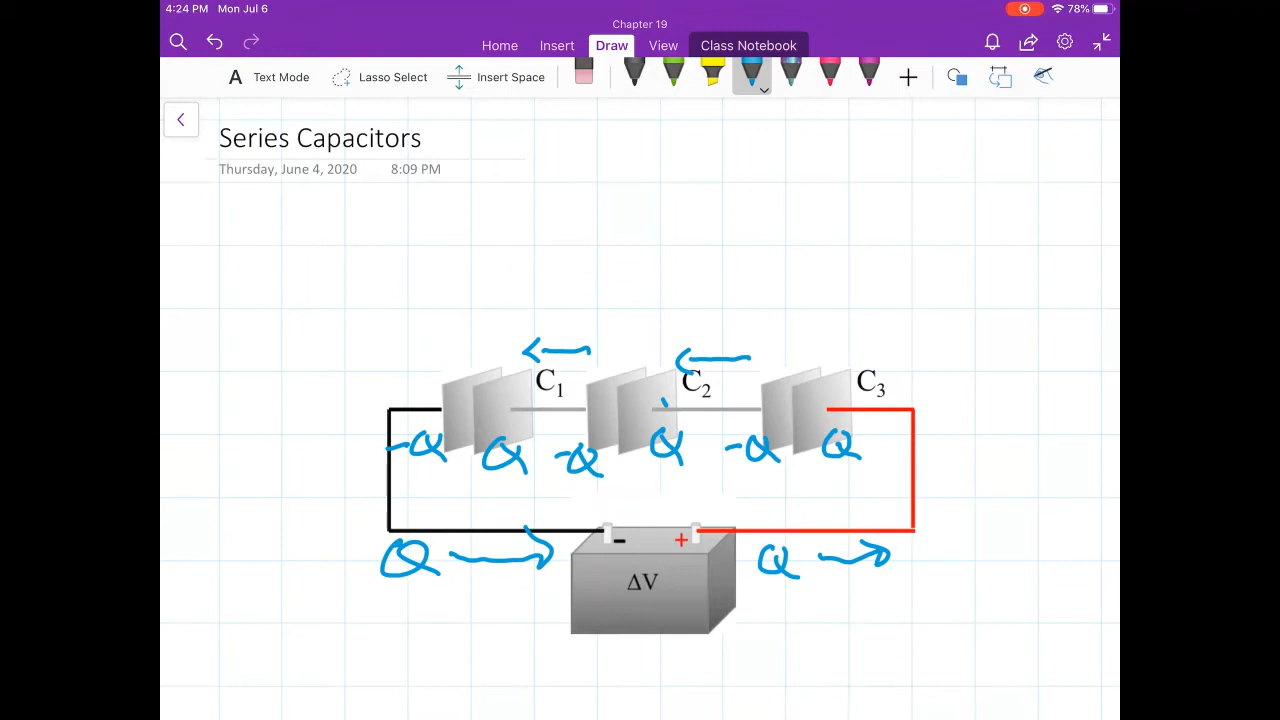 4:24 PM Mon Jul 6
78%
Chapter 19
Home Insert Draw View Class Notebook
A Text Mode Lasso Select Insert Space
Series Capacitors
Thursday, June 4, 2020 8:09 PM
C₁ C₂ C₃
-Q Q -Q Q -Q Q
- +
Q Q
ΔV